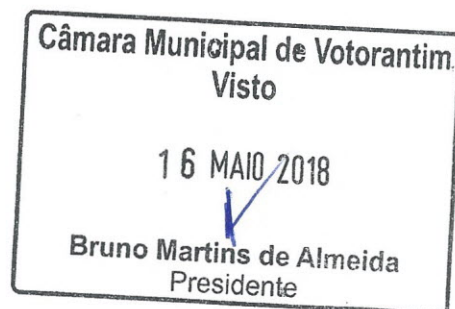 Câmara Municipal de Votorantim
Visto
16 MAIO 2018
Bruno Martins de Almeida
Presidente